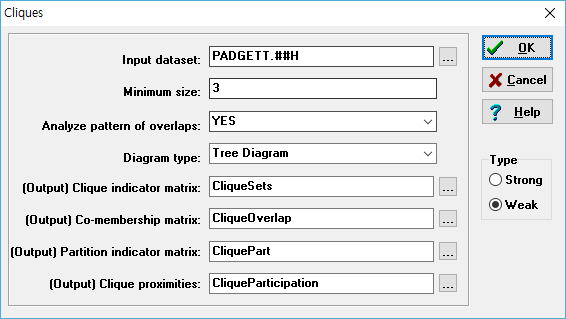 Cliques
Input dataset: PADGETT.##H ...
Minimum size: 3
Analyze pattern of overlaps: YES
Diagram type: Tree Diagram
(Output) Clique indicator matrix: CliqueSets ...
(Output) Co-membership matrix: CliqueOverlap ...
(Output) Partition indicator matrix: CliquePart ...
(Output) Clique proximities: CliqueParticipation ...
OK
Cancel
Help
Type
Strong
Weak